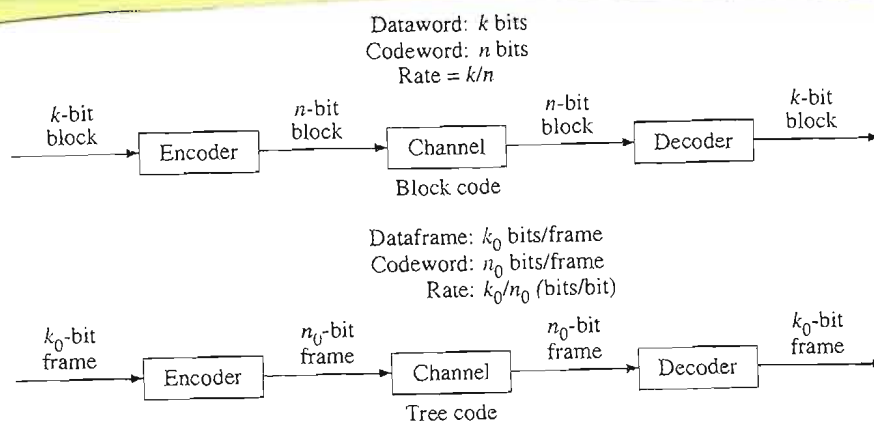 Dataword: k bits
Codeword: n bits
Rate = k/n
k-bit block
n-bit block
n-bit block
k-bit block
Encoder
Channel
Decoder
Block code
Dataframe: k₀ bits/frame
Codeword: n₀ bits/frame
Rate: k₀/n₀ (bits/bit)
k₀-bit frame
n₀-bit frame
n₀-bit frame
k₀-bit frame
Encoder
Channel
Decoder
Tree code